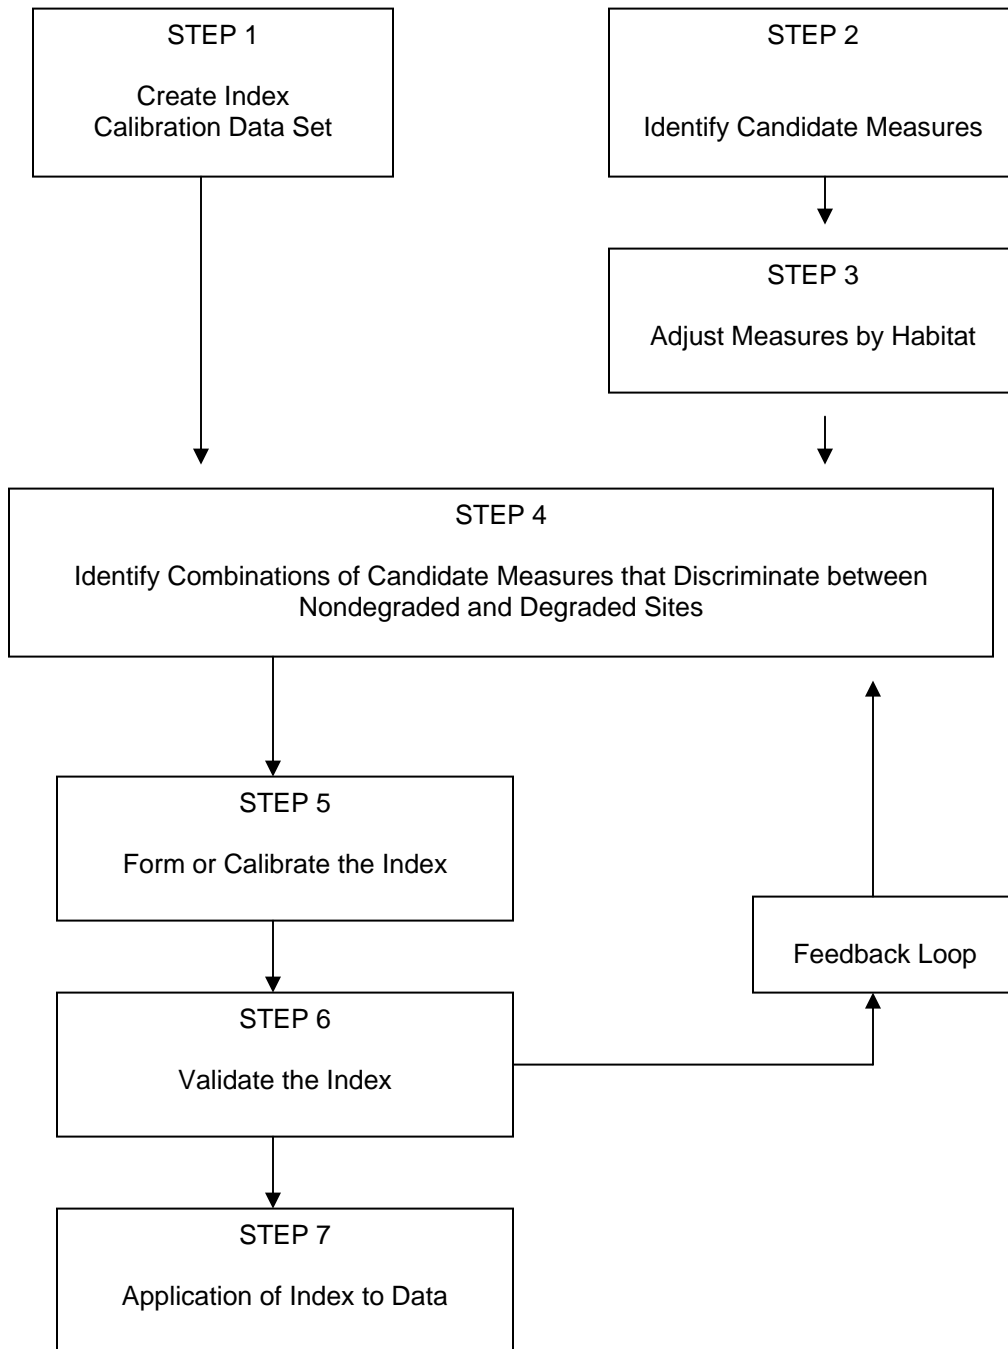 STEP 1
Create Index
Calibration Data Set
STEP 2
Identify Candidate Measures
STEP 3
Adjust Measures by Habitat
STEP 4
Identify Combinations of Candidate Measures that Discriminate between
Nondegraded and Degraded Sites
STEP 5
Form or Calibrate the Index
Feedback Loop
STEP 6
Validate the Index
STEP 7
Application of Index to Data